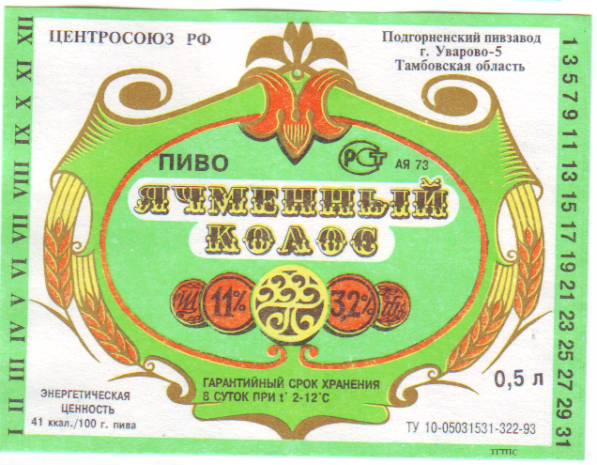 ЦЕНТРОСОЮЗ РФ
Подгорненский пивзавод
г. Уварово-5
Тамбовская область
ПИВО
РСТ
АЯ 73
ЯЧМЕННЫЙ
КОЛОС
11%
3,2%
ГАРАНТИЙНЫЙ СРОК ХРАНЕНИЯ
8 СУТОК ПРИ t° 2-12°С
ЭНЕРГЕТИЧЕСКАЯ
ЦЕННОСТЬ
41 ккал./100 г. пива
0,5 л
ТУ 10-05031531-322-93
I II III IV V VI VII VIII IX X XI XII
1 3 5 7 9 11 13 15 17 19 21 23 25 27 29 31